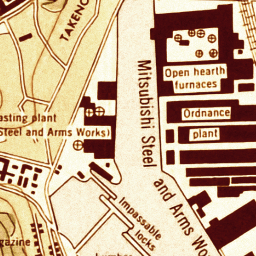 TAKENO
Open hearth
furnaces
Ordnance
plant
asting plant
Steel and Arms Works)
Mitsubishi Steel
and Arms Wo
Impassable
locks
gazine